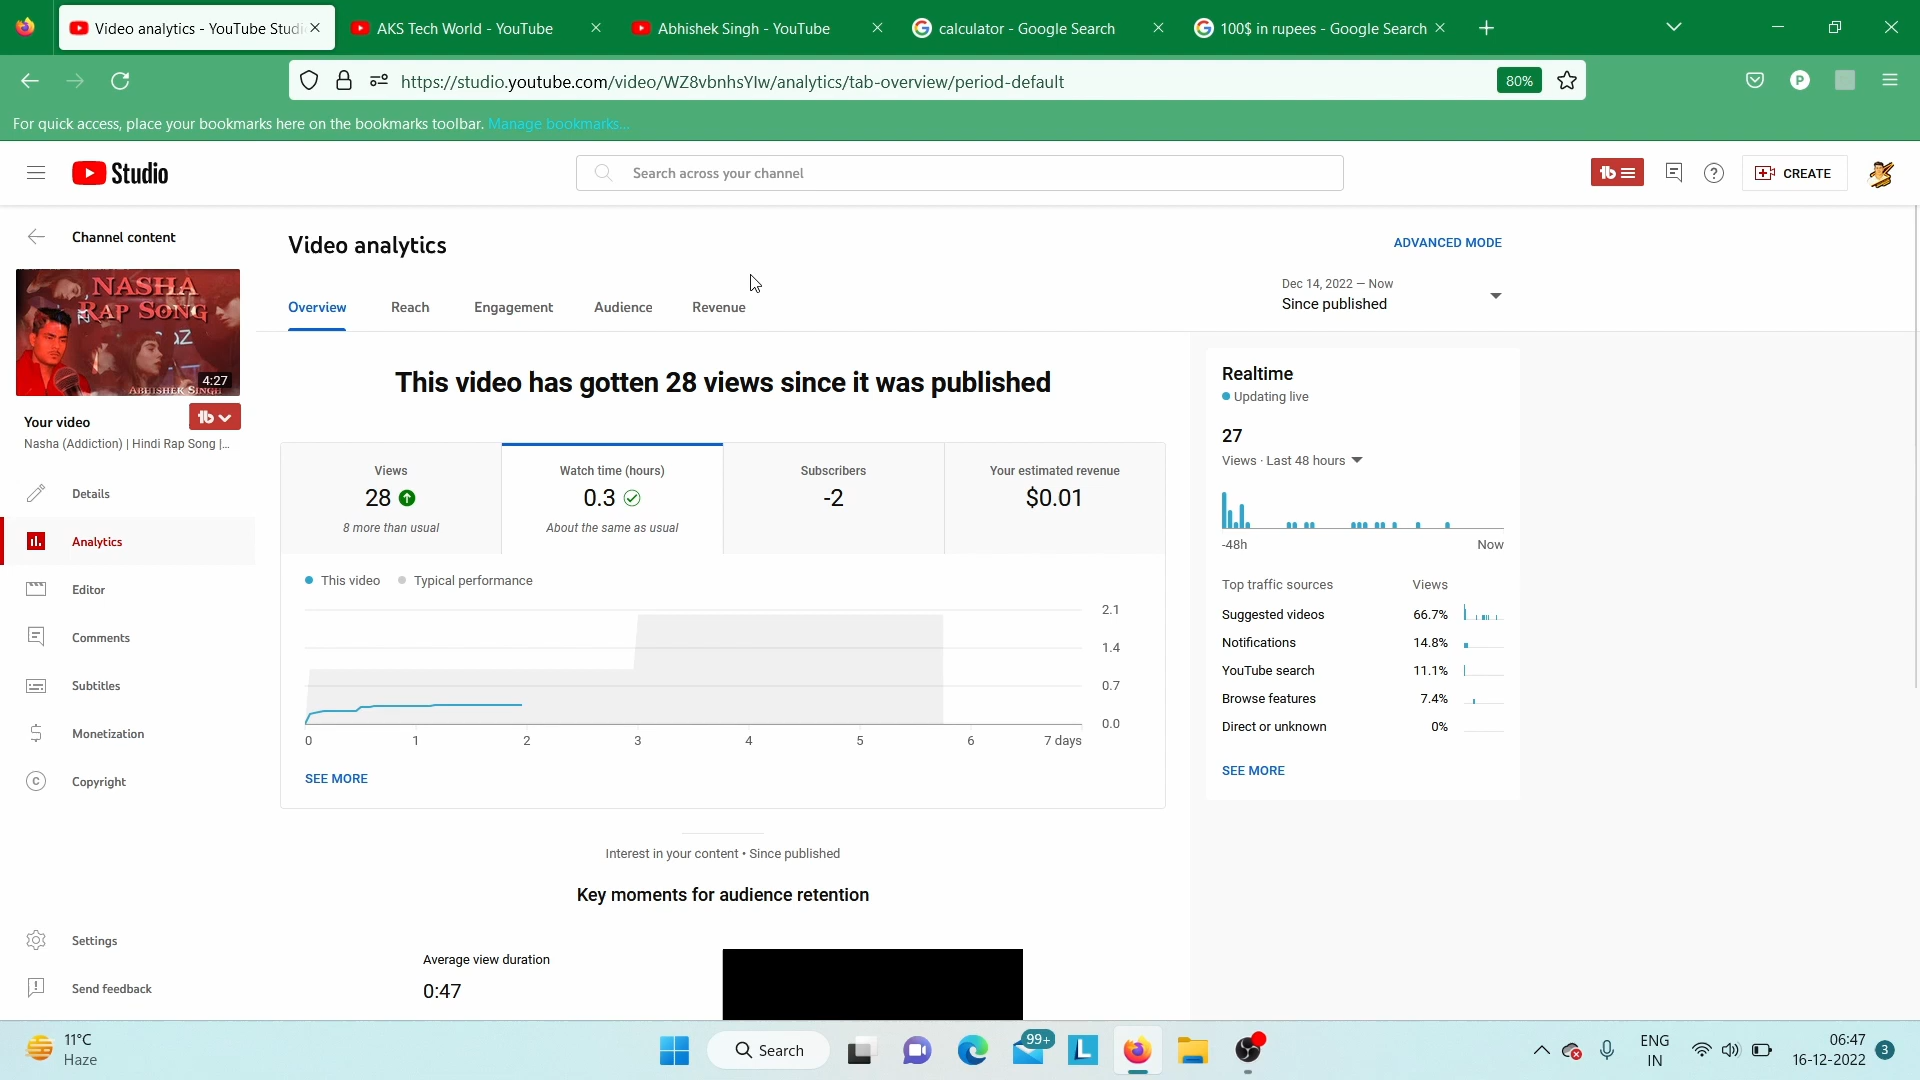 Video analytics - YouTube Studi
AKS Tech World - YouTube
Abhishek Singh - YouTube
calculator - Google Search
100$ in rupees - Google Search
https://studio.youtube.com/video/WZ8vbnhsYIw/analytics/tab-overview/period-default
80%
P
For quick access, place your bookmarks here on the bookmarks toolbar. Manage bookmarks...
Studio
Search across your channel
tb
CREATE
Channel content
NASHA
RAP SONG
ABHISHEK SINGH
4:27
Your video
tb
Nasha (Addiction) | Hindi Rap Song |...
Details
Analytics
Editor
Comments
Subtitles
Monetization
Copyright
Settings
Send feedback
Video analytics
ADVANCED MODE
Overview
Reach
Engagement
Audience
Revenue
Dec 14, 2022 – Now
Since published
This video has gotten 28 views since it was published
Views
28
8 more than usual
Watch time (hours)
0.3
About the same as usual
Subscribers
-2
Your estimated revenue
$0.01
This video
Typical performance
2.1
1.4
0.7
0.0
0 1 2 3 4 5 6 7 days
SEE MORE
Interest in your content • Since published
Key moments for audience retention
Average view duration
0:47
Realtime
Updating live
27
Views · Last 48 hours
-48h Now
Top traffic sources Views
Suggested videos 66.7%
Notifications 14.8%
YouTube search 11.1%
Browse features 7.4%
Direct or unknown 0%
SEE MORE
11°C
Haze
Search
99+
L
ENG
IN
06:47
16-12-2022
3